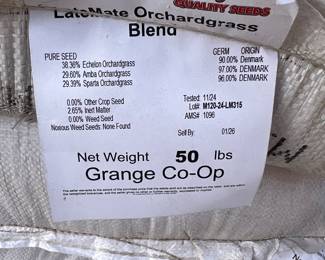 QUALITY SEEDS
LateMate Orchardgrass
Blend
PURE SEED GERM ORIGIN
38.36% Echelon Orchardgrass 90.00% Denmark
29.60% Amba Orchardgrass 97.00% DENMARK
29.39% Sparta Orchardgrass 96.00% DENMARK
0.00% Other Crop Seed Tested: 11/24
2.65% Inert Matter Lot#: M120-24-LM315
0.00% Weed Seed AMS#: 1096
Noxious Weed Seeds: None Found
Sell By: 01/26
Net Weight 50 lbs
Grange Co-Op